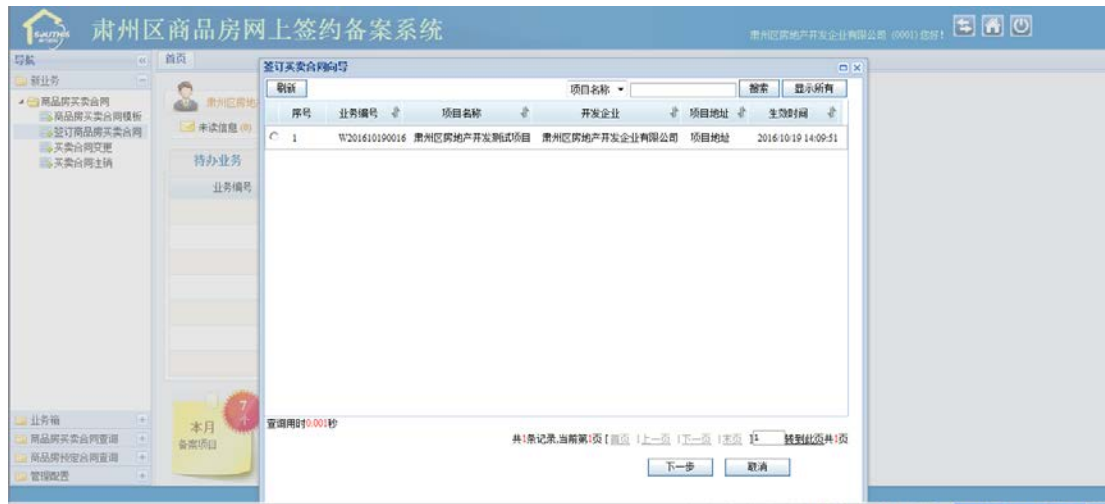 肃州区商品房网上签约备案系统
肃州区房地产开发企业有限公司 (0001) 您好!
导航
首页
新业务
商品房买卖合同
商品房买卖合同模板
签订商品房买卖合同
买卖合同变更
买卖合同注销
肃州区房地
未读信息 (0)
待办业务
业务编号
签订买卖合同向导
刷新 项目名称 搜索 显示所有
序号 业务编号 项目名称 开发企业 项目地址 生效时间
1 W201610190016 肃州区房地产开发测试项目 肃州区房地产开发企业有限公司 项目地址 2016/10/19 14:09:51
查询用时0.001秒
共1条记录,当前第1页 [ 首页 | 上一页 | 下一页 | 末页 ] 1 转到此页 共1页
下一步 取消
7
个
本月
备案项目
业务箱
商品房买卖合同查询
商品房预定合同查询
管理配置